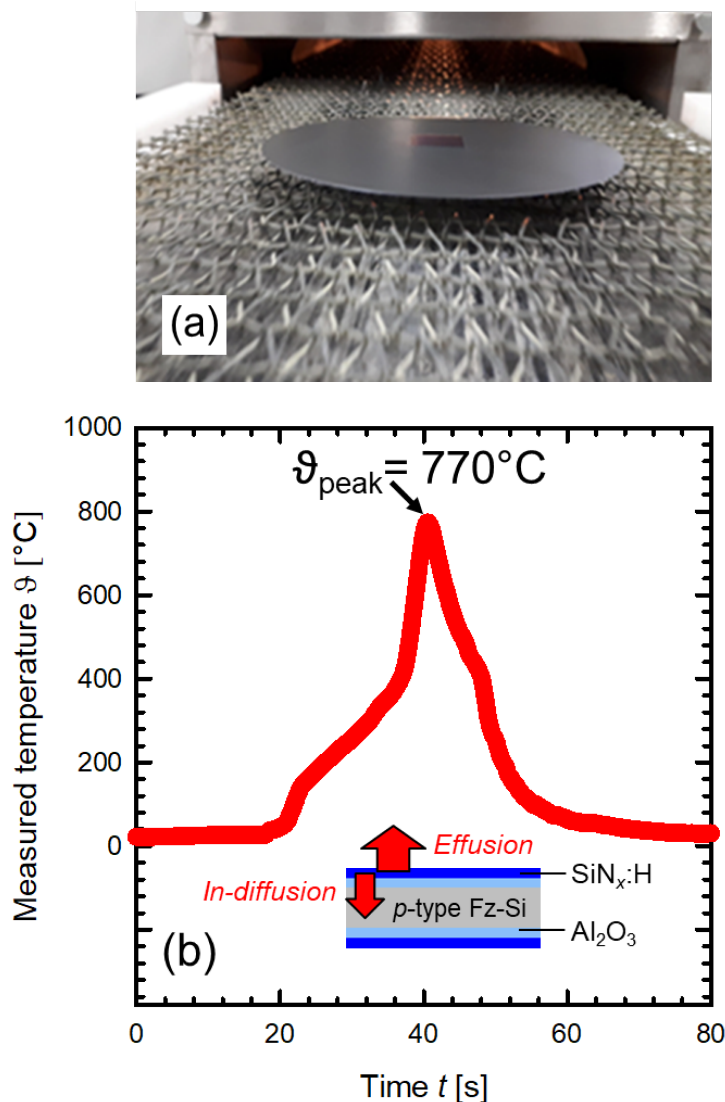 (a)
1000
800
600
400
200
0
Measured temperature ϑ [°C]
ϑpeak= 770°C
Effusion
In-diffusion
SiNx:H
p-type Fz-Si
Al2O3
(b)
0 20 40 60 80
Time t [s]